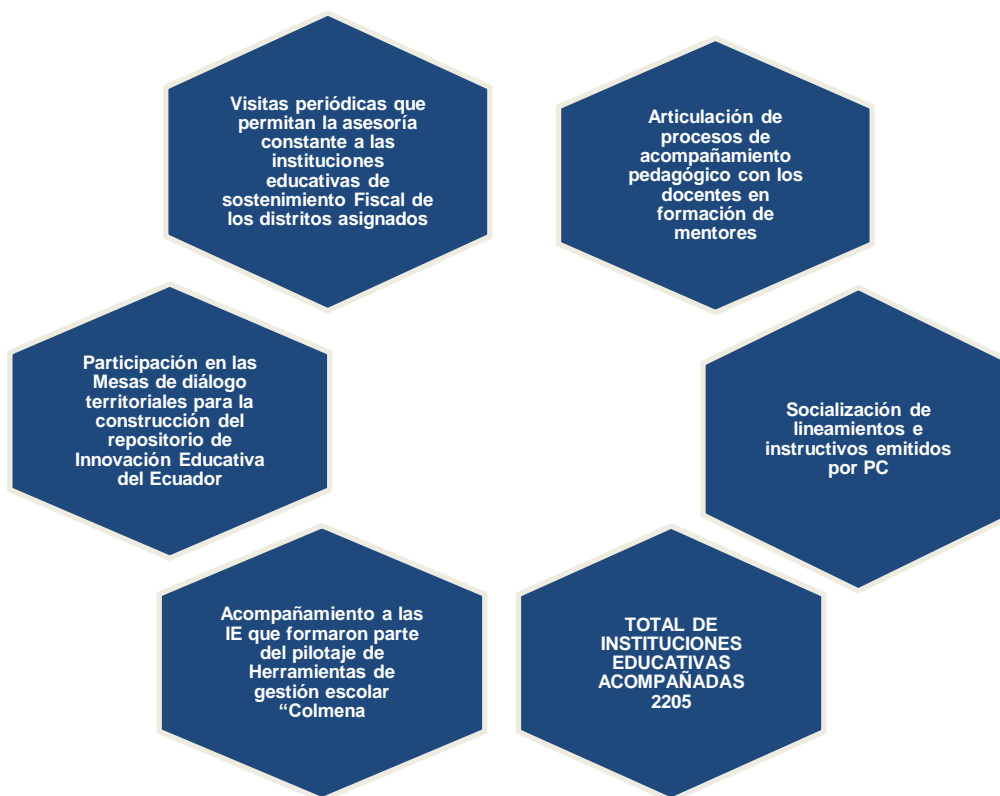 Visitas periódicas que
permitan la asesoría
constante a las
instituciones
educativas de
sostenimiento Fiscal de
los distritos asignados
Articulación de
procesos de
acompañamiento
pedagógico con los
docentes en
formación de
mentores
Participación en las
Mesas de diálogo
territoriales para la
construcción del
repositorio de
Innovación Educativa
del Ecuador
Socialización de
lineamientos e
instructivos emitidos
por PC
Acompañamiento a las
IE que formaron parte
del pilotaje de
Herramientas de
gestión escolar
“Colmena
TOTAL DE
INSTITUCIONES
EDUCATIVAS
ACOMPAÑADAS
2205